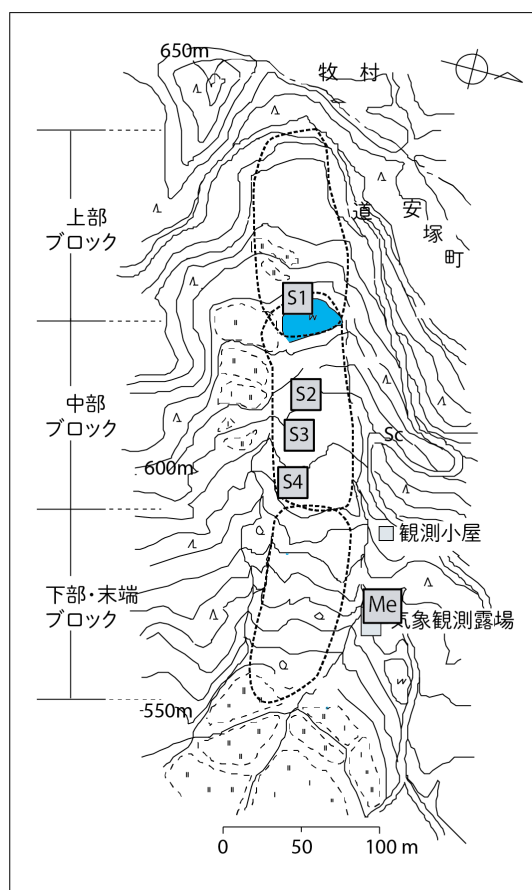 650m
牧 村
道
安
塚
町
上部
ブロック
S1
w
中部
ブロック
S2
S3
Sc
600m
S4
観測小屋
下部・末端
ブロック
Me
気象観測露場
w
550m
0 50 100 m